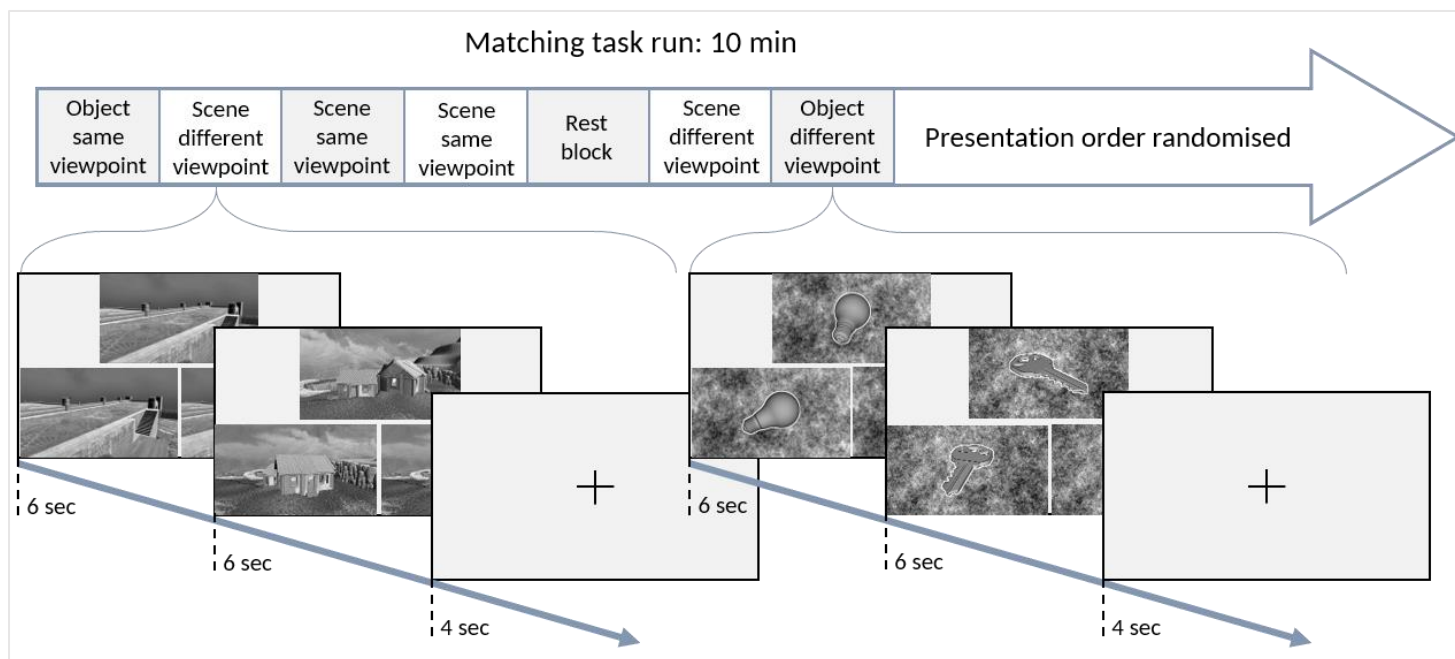 Matching task run: 10 min
Object
same
viewpoint
Scene
different
viewpoint
Scene
same
viewpoint
Scene
same
viewpoint
Rest
block
Scene
different
viewpoint
Object
different
viewpoint
Presentation order randomised
6 sec
6 sec
4 sec
6 sec
6 sec
4 sec